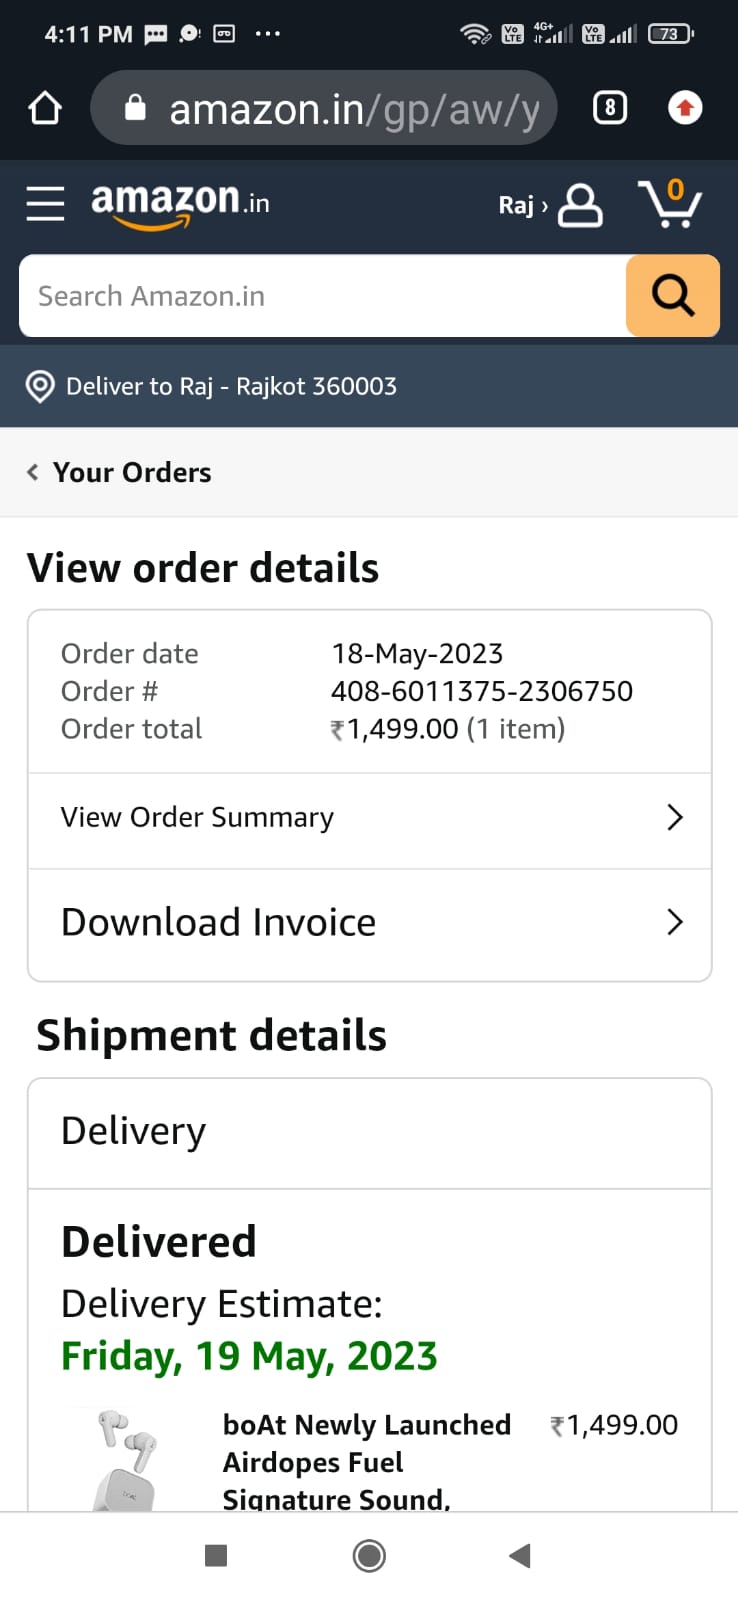 4:11 PM
Vo LTE 4G+ Vo LTE 73
amazon.in/gp/aw/y
8
amazon.in
Raj ›
0
Search Amazon.in
Deliver to Raj - Rajkot 360003
Your Orders
View order details
Order date 18-May-2023
Order # 408-6011375-2306750
Order total ₹1,499.00 (1 item)
View Order Summary
Download Invoice
Shipment details
Delivery
Delivered
Delivery Estimate:
Friday, 19 May, 2023
boAt Newly Launched ₹1,499.00
Airdopes Fuel
Signature Sound,